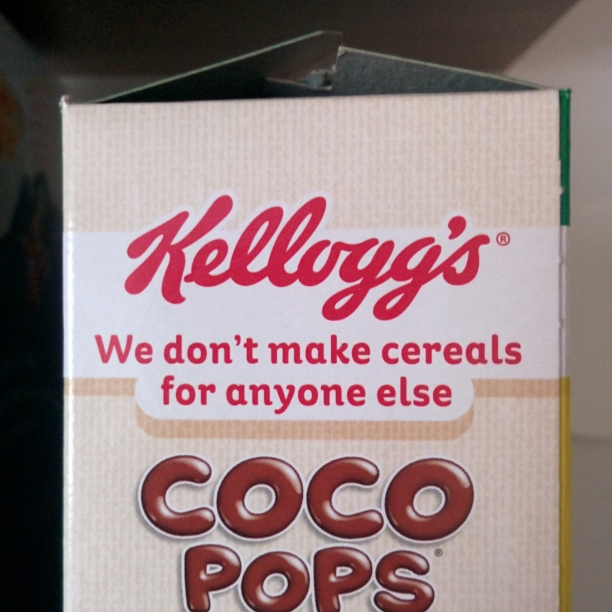 Kellogg's®
We don't make cereals
for anyone else
COCO
POPS®